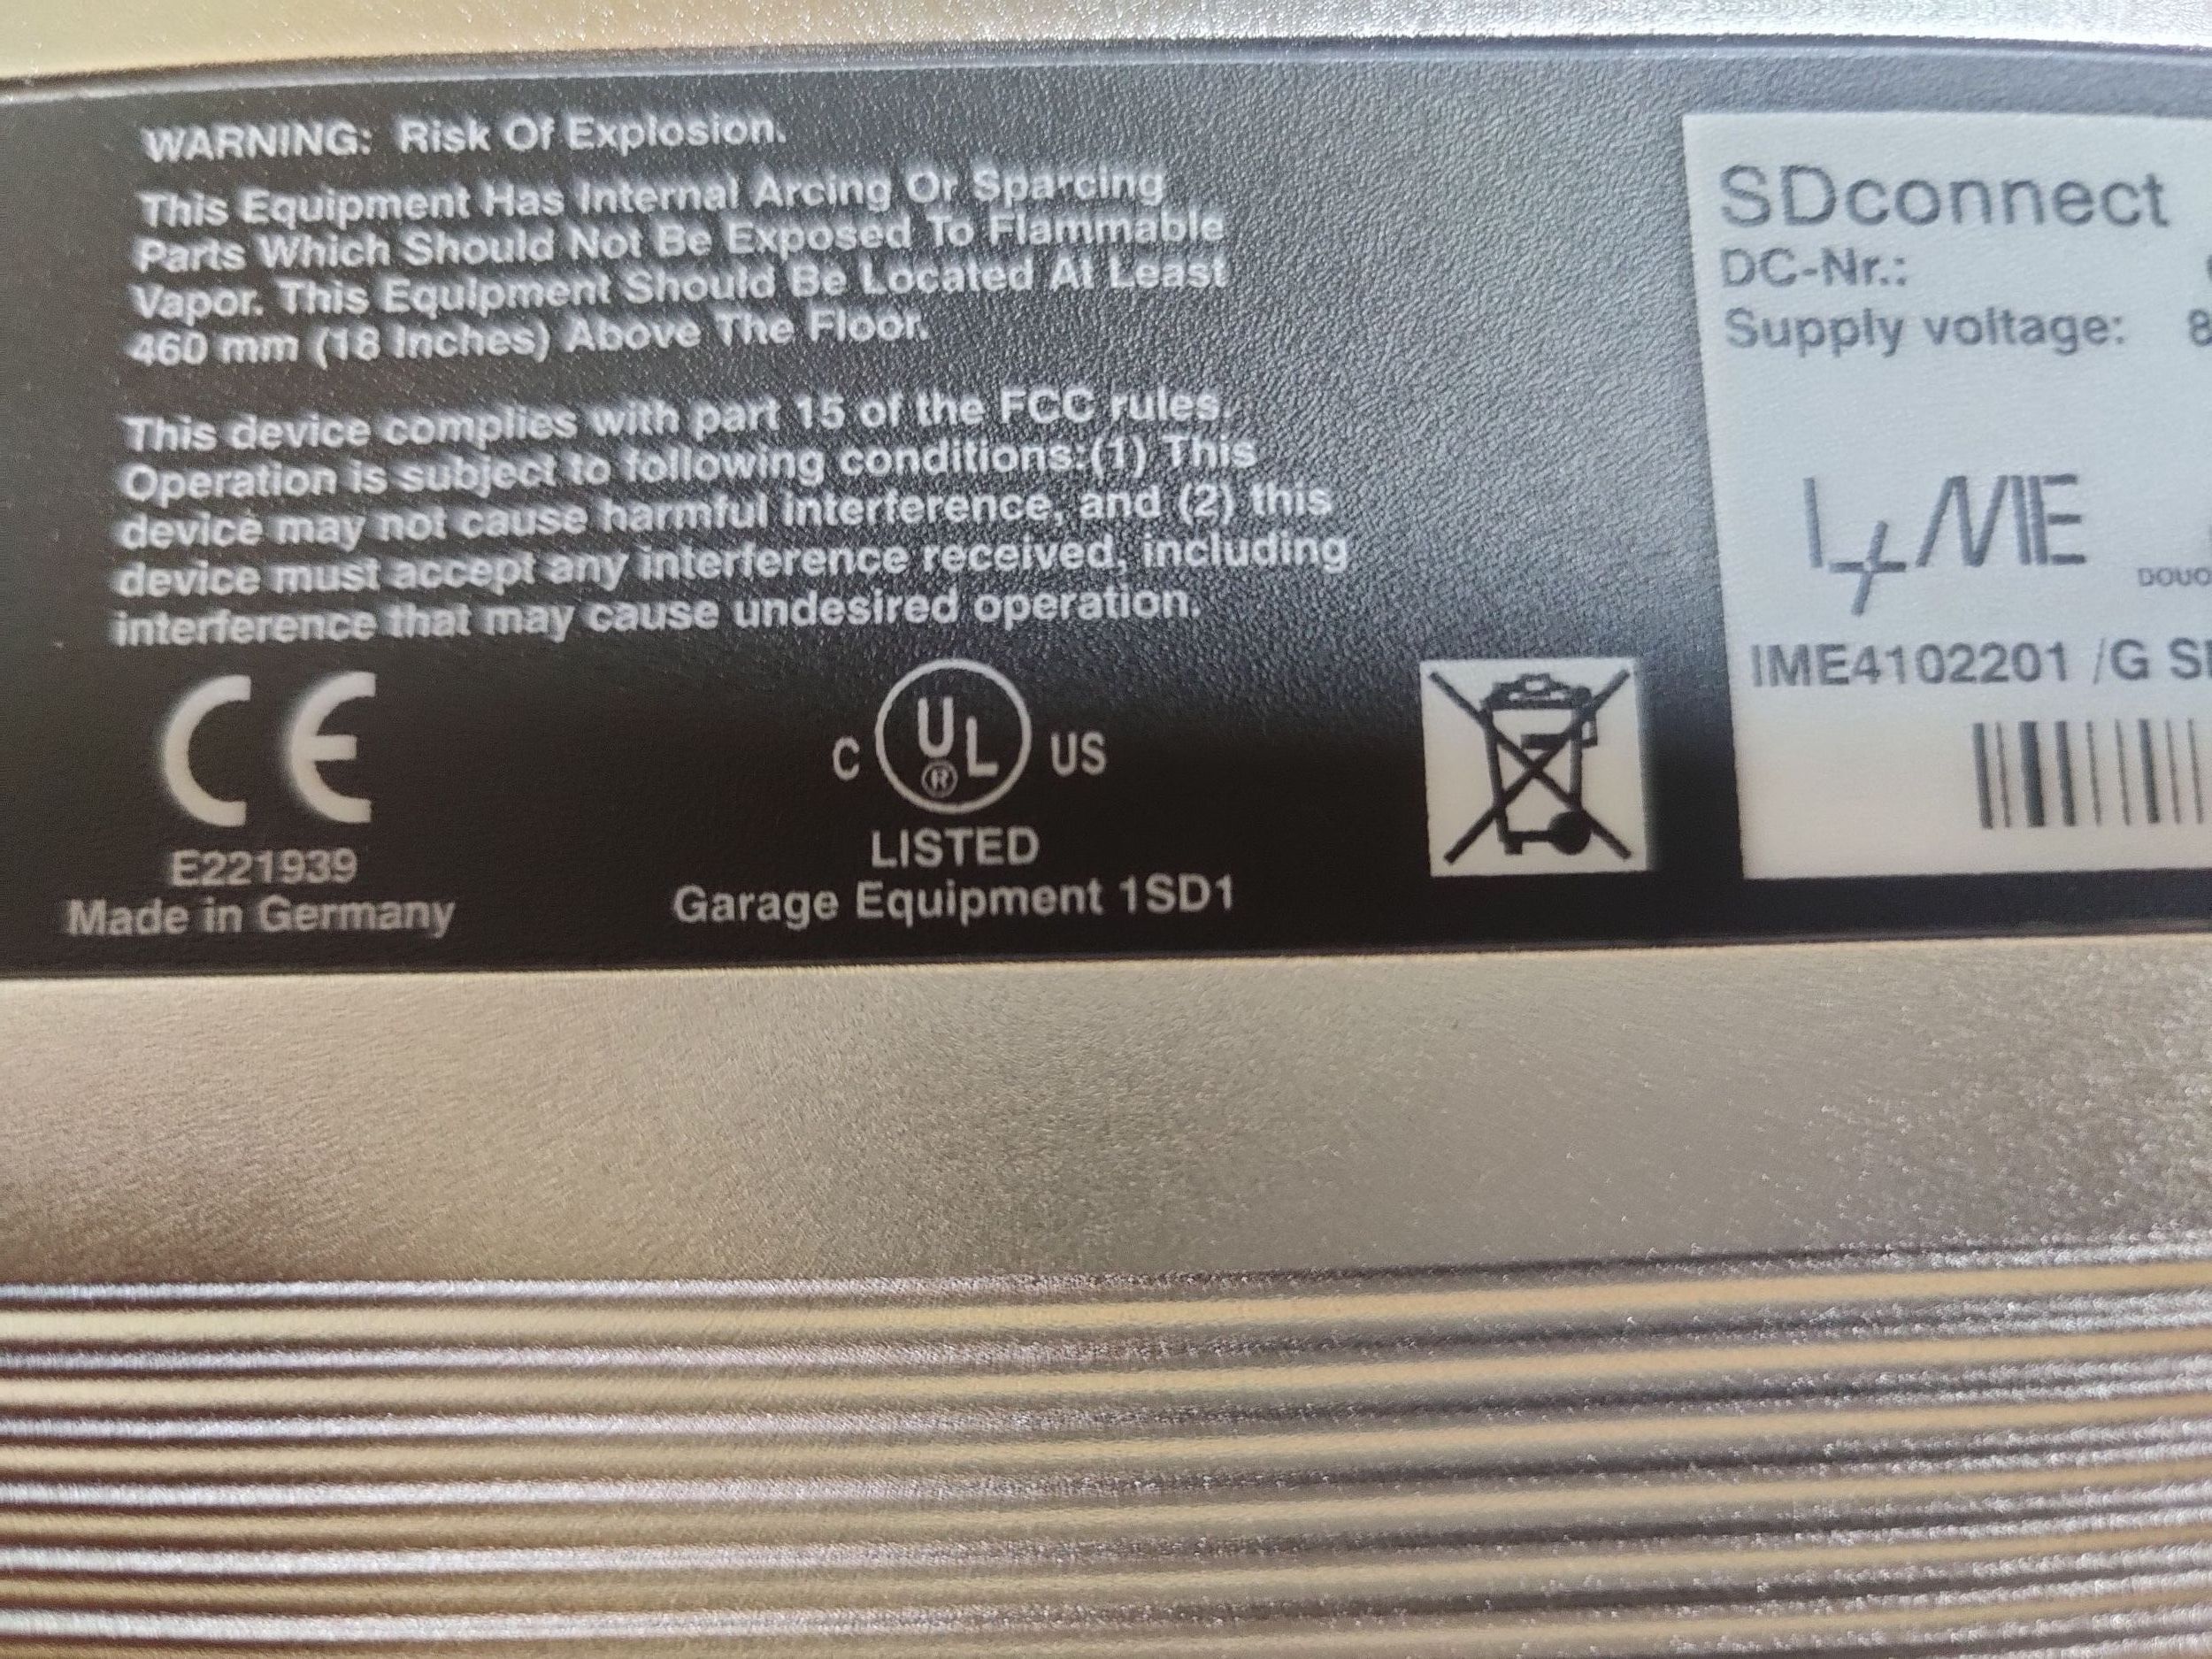 WARNING: Risk Of Explosion.
This Equipment Has Internal Arcing Or Sparcing
Parts Which Should Not Be Exposed To Flammable
Vapor. This Equipment Should Be Located At Least
460 mm (18 Inches) Above The Floor.
This device complies with part 15 of the FCC rules.
Operation is subject to following conditions:(1) This
device may not cause harmful interference, and (2) this
device must accept any interference received, including
interference that may cause undesired operation.
CE
E221939
Made in Germany
C UL ® US
LISTED
Garage Equipment 1SD1
SDconnect
DC-Nr.:
Supply voltage: 8
I+ME
IME4102201 /G